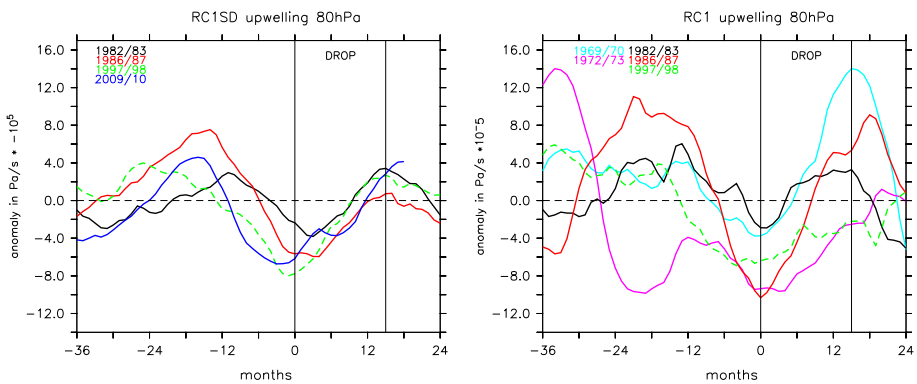 RC1SD upwelling 80hPa
anomaly in Pa/s * -10⁵
16.0
12.0
8.0
4.0
0.0
-4.0
-8.0
-12.0
1982/83
1986/87
1997/98
2009/10
DROP
-36 -24 -12 0 12 24
months
RC1 upwelling 80hPa
anomaly in Pa/s *10-5
16.0
12.0
8.0
4.0
0.0
-4.0
-8.0
-12.0
1969/70 1982/83
1972/73 1986/87
1997/98
DROP
-36 -24 -12 0 12 24
months